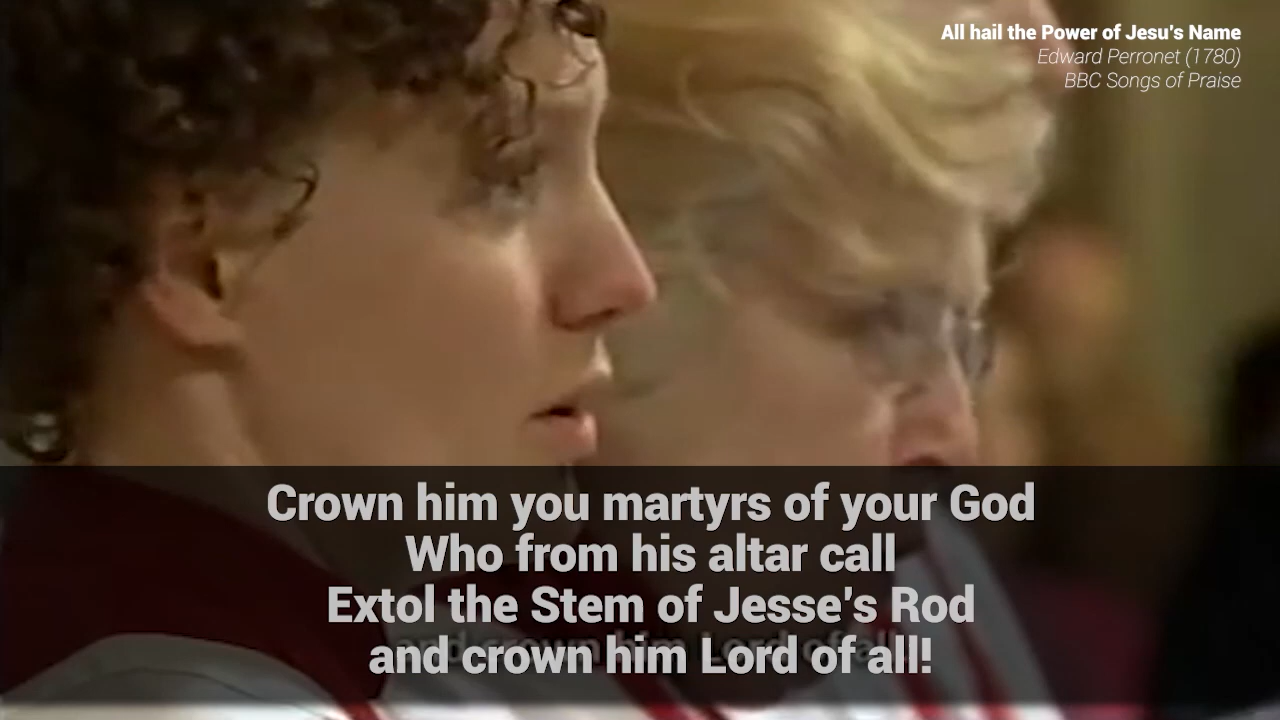 All hail the Power of Jesu's Name
Edward Perronet (1780)
BBC Songs of Praise
Crown him you martyrs of your God
Who from his altar call
Extol the Stem of Jesse's Rod
and crown him Lord of all!